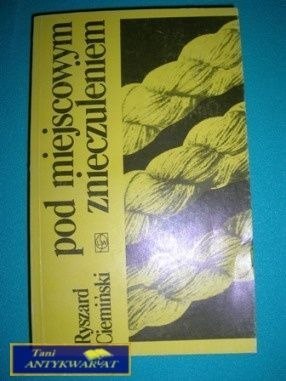 pod miejscowym
znieczuleniem
Ryszard
Ciemiński
Tani
ANTYKWARIAT